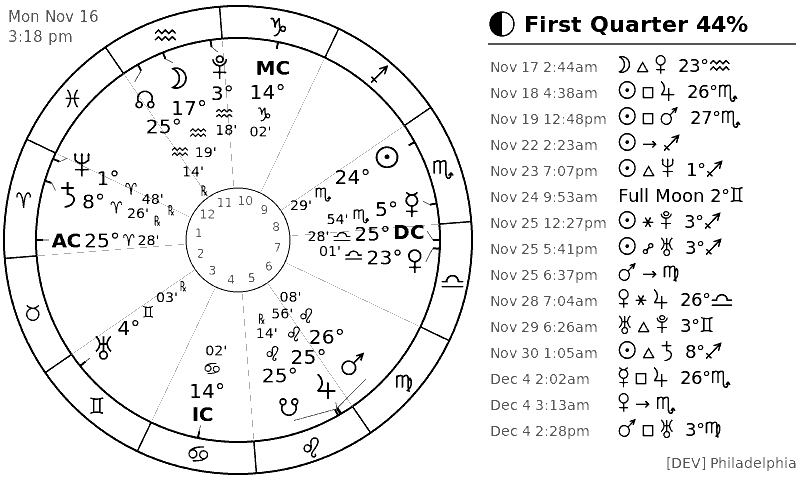 Mon Nov 16
3:18 pm
♒
♑
♓
♐
♈
♏
♉
♎
♊
♍
♋
♌
☊ 25° ♒ 14' ℞
☽ 17° ♒ 19'
♇ 3° ♒ 18'
MC 14° ♑ 02'
♆ 1° ♈ 48' ℞
♄ 8° ♈ 26' ℞
AC 25° ♈ 28'
☉ 24° ♏ 29'
☿ 5° ♏ 54'
DC 25° ♎ 28'
♀ 23° ♎ 01'
♅ 4° ♊ 03' ℞
IC 14° ♋ 02'
☋ 25° ♌ 14' ℞
♃ 25° ♌ 56'
♂ 26° ♌ 08'
1
2
3
4
5
6
7
8
9
10
11
12
First Quarter 44%
Nov 17 2:44am ☽ △ ♀ 23°♒
Nov 18 4:38am ☉ □ ♃ 26°♏
Nov 19 12:48pm ☉ □ ♂ 27°♏
Nov 22 2:23am ☉ → ♐
Nov 23 7:07pm ☉ △ ♆ 1°♐
Nov 24 9:53am Full Moon 2°♊
Nov 25 12:27pm ☉ ⚹ ♇ 3°♐
Nov 25 5:41pm ☉ ☍ ♅ 3°♐
Nov 25 6:37pm ♂ → ♍
Nov 28 7:04am ♀ ⚹ ♃ 26°♎
Nov 29 6:26am ♅ △ ♇ 3°♊
Nov 30 1:05am ☉ △ ♄ 8°♐
Dec 4 2:02am ☿ □ ♃ 26°♏
Dec 4 3:13am ♀ → ♏
Dec 4 2:28pm ♂ □ ♅ 3°♍
[DEV] Philadelphia